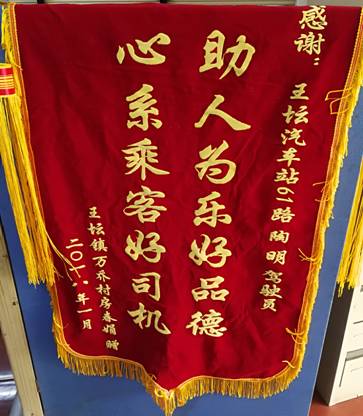 感谢：
王坛汽车站61路陶明驾驶员
助人为乐好品德
心系乘客好司机
王坛镇万乔村房春娟 赠
二〇一八年一月